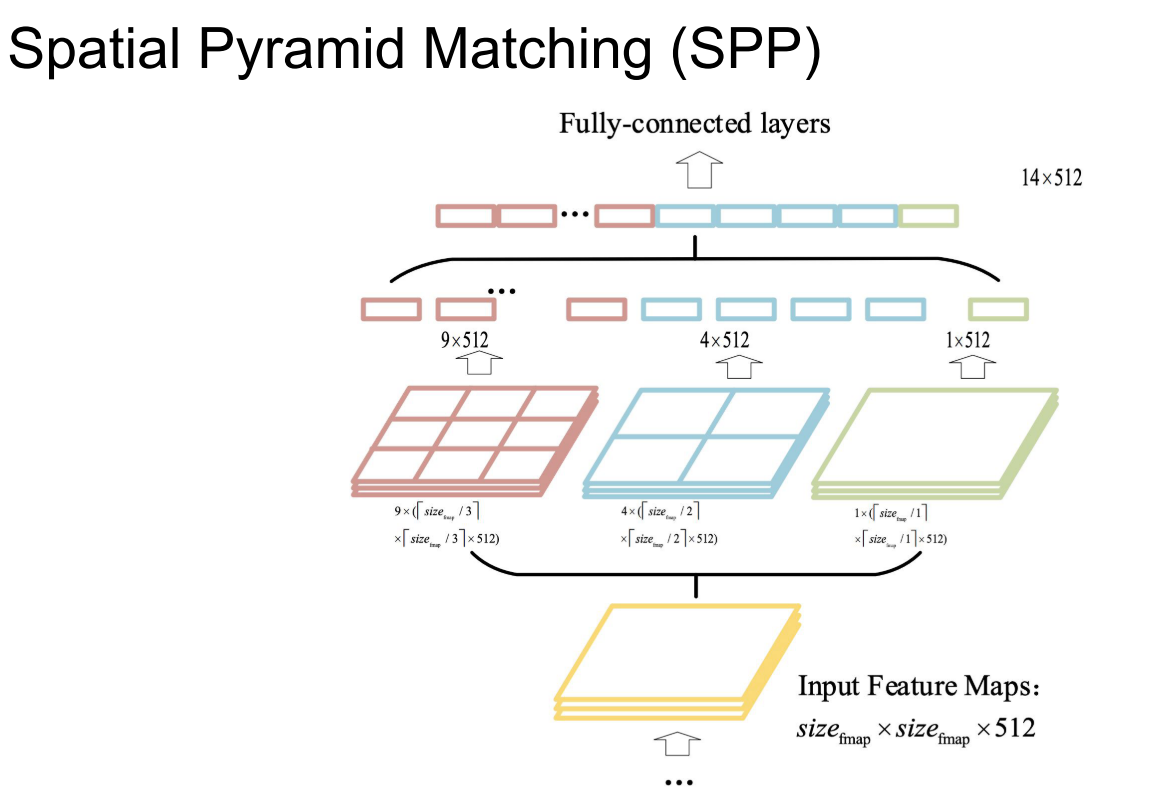 Spatial Pyramid Matching (SPP)
Fully-connected layers
14×512
...
...
9×512
4×512
1×512
9×(⌈size_fmap / 3⌉
×⌈size_fmap / 3⌉×512)
4×(⌈size_fmap / 2⌉
×⌈size_fmap / 2⌉×512)
1×(⌈size_fmap / 1⌉
×⌈size_fmap / 1⌉×512)
Input Feature Maps:
size_fmap × size_fmap × 512
...